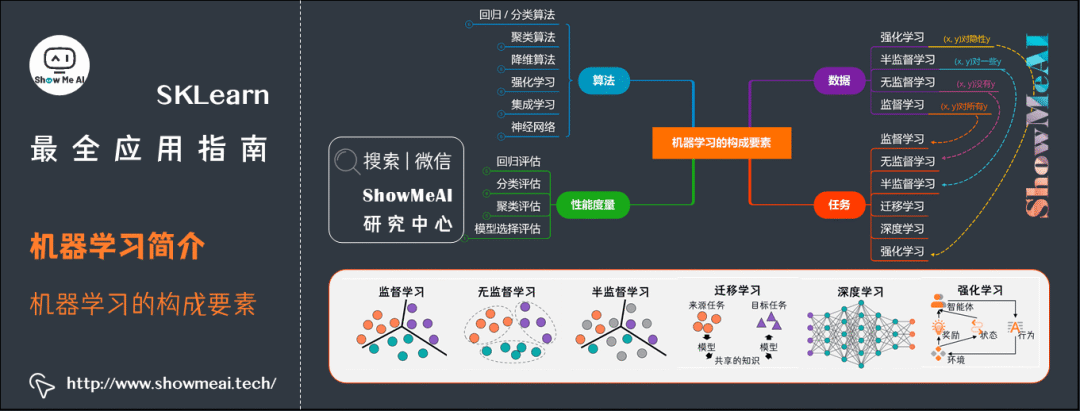 Show Me AI
SKLearn
最全应用指南
机器学习简介
机器学习的构成要素
http://www.showmeai.tech/
回归 / 分类算法
聚类算法
降维算法
强化学习
集成学习
神经网络
算法
搜索 | 微信
ShowMeAI
研究中心
回归评估
分类评估
聚类评估
模型选择评估
性能度量
机器学习的构成要素
数据
强化学习
(x, y)对隐性y
半监督学习
(x, y)对一些y
无监督学习
(x, y)没有y
监督学习
(x, y)对所有y
任务
监督学习
无监督学习
半监督学习
迁移学习
深度学习
强化学习
ShowMeAI
监督学习
无监督学习
半监督学习
迁移学习
来源任务
目标任务
模型
模型
共享的知识
深度学习
强化学习
智能体
奖励
状态
行为
环境